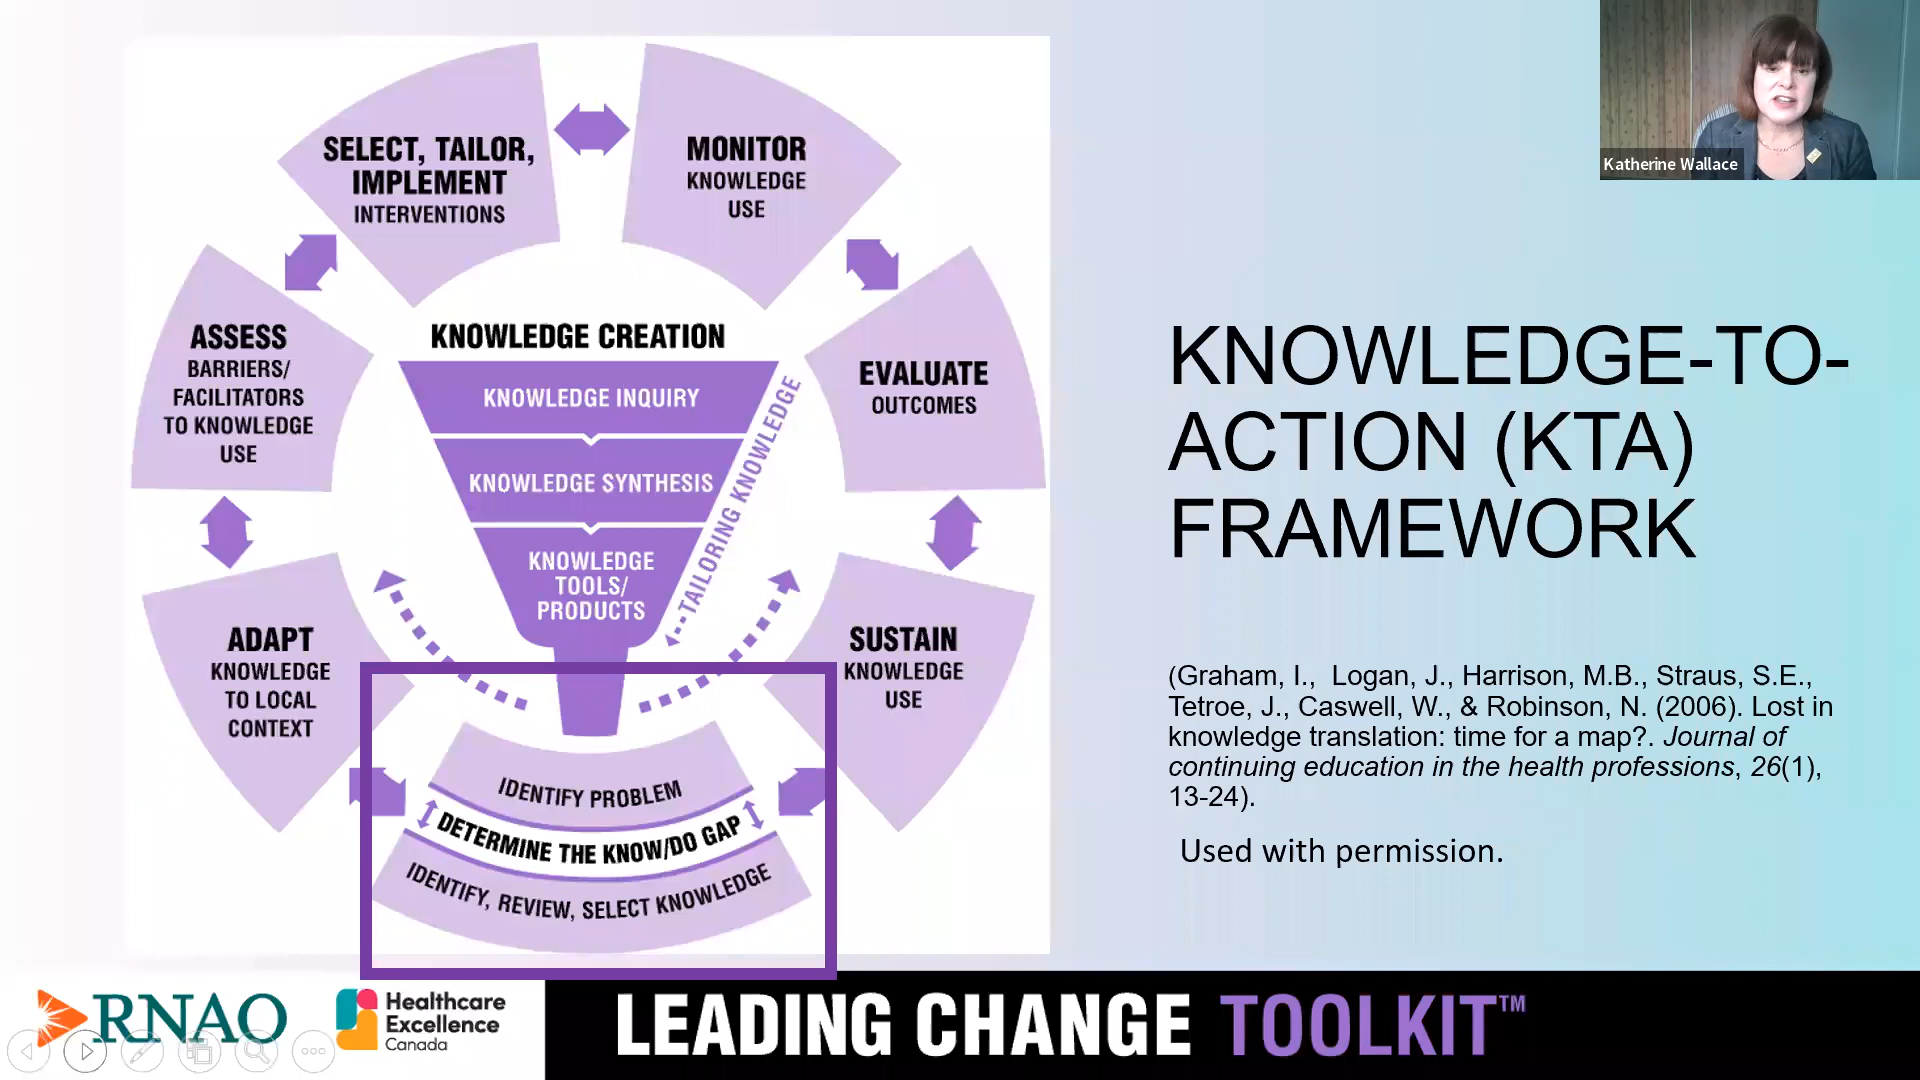 SELECT, TAILOR,
IMPLEMENT
INTERVENTIONS
MONITOR
KNOWLEDGE
USE
ASSESS
BARRIERS/
FACILITATORS
TO KNOWLEDGE
USE
KNOWLEDGE CREATION
KNOWLEDGE INQUIRY
KNOWLEDGE SYNTHESIS
KNOWLEDGE
TOOLS/
PRODUCTS
TAILORING KNOWLEDGE
EVALUATE
OUTCOMES
ADAPT
KNOWLEDGE
TO LOCAL
CONTEXT
SUSTAIN
KNOWLEDGE
USE
IDENTIFY PROBLEM
DETERMINE THE KNOW/DO GAP
IDENTIFY, REVIEW, SELECT KNOWLEDGE
Katherine Wallace
KNOWLEDGE-TO-
ACTION (KTA)
FRAMEWORK
(Graham, I., Logan, J., Harrison, M.B., Straus, S.E.,
Tetroe, J., Caswell, W., & Robinson, N. (2006). Lost in
knowledge translation: time for a map?. Journal of
continuing education in the health professions, 26(1),
13-24).
Used with permission.
RNAO
Healthcare
Excellence
Canada
LEADING CHANGE TOOLKIT™